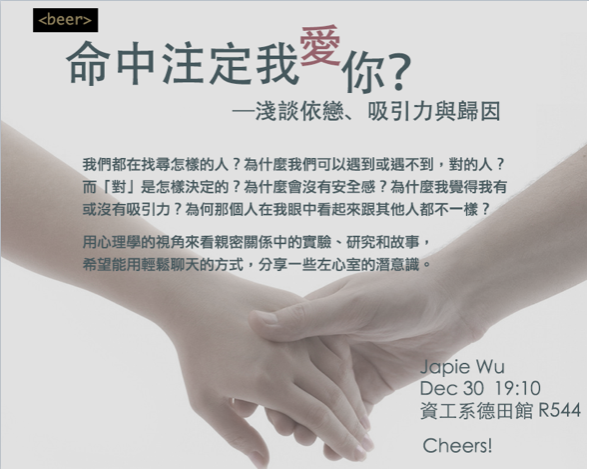 <beer>
命中注定我愛你?
—淺談依戀、吸引力與歸因
我們都在找尋怎樣的人？為什麼我們可以遇到或遇不到，對的人？
而「對」是怎樣決定的？為什麼會沒有安全感？為什麼我覺得我有
或沒有吸引力？為何那個人在我眼中看起來跟其他人都不一樣？
用心理學的視角來看親密關係中的實驗、研究和故事，
希望能用輕鬆聊天的方式，分享一些左心室的潛意識。
Japie Wu
Dec 30 19:10
資工系德田館 R544
Cheers!